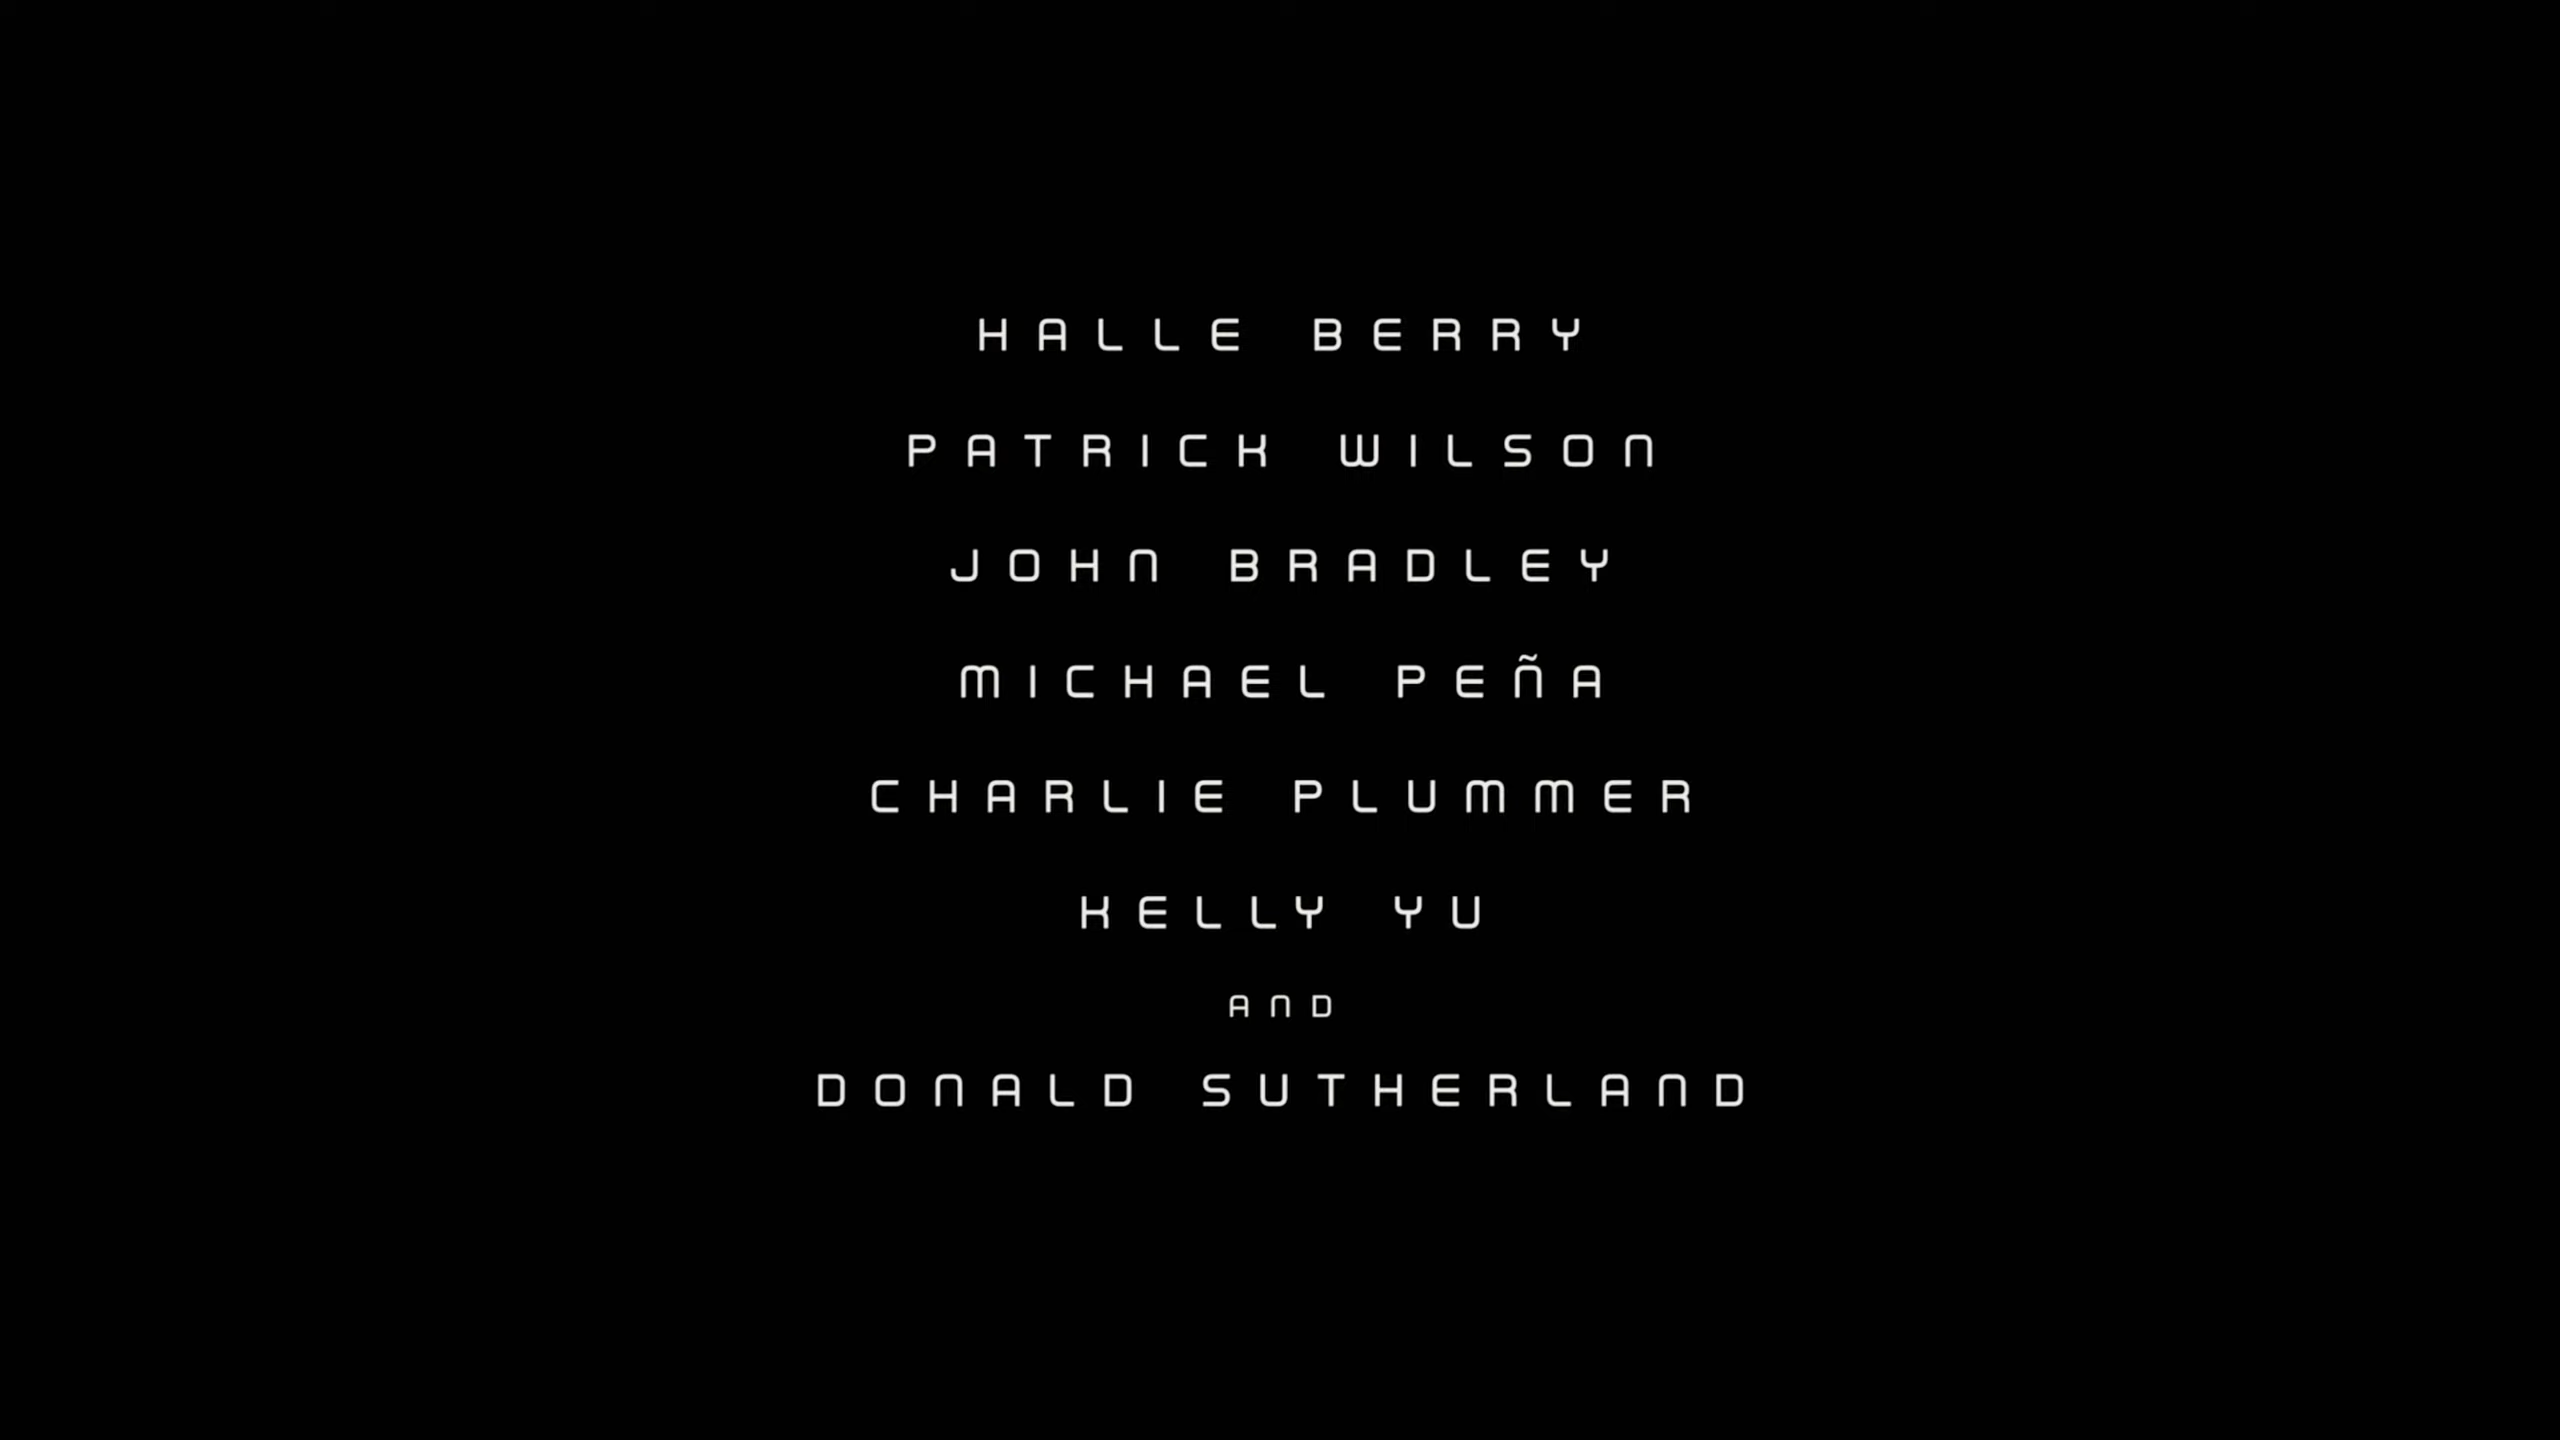 HALLE BERRY
PATRICK WILSON
JOHN BRADLEY
MICHAEL PEÑA
CHARLIE PLUMMER
KELLY YU
AND
DONALD SUTHERLAND